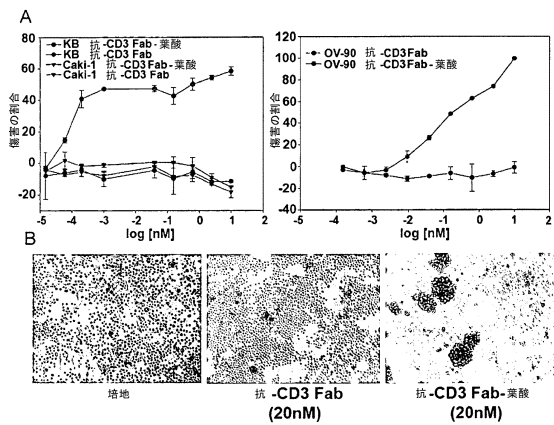 A
KB 抗-CD3 Fab-葉酸
KB 抗-CD3 Fab
Caki-1 抗-CD3 Fab-葉酸
Caki-1 抗-CD3 Fab
傷害の割合
80
60
40
20
0
-20
-5 -4 -3 -2 -1 0 1 2
log [nM]
OV-90 抗-CD3Fab
OV-90 抗-CD3Fab-葉酸
傷害の割合
120
100
80
60
40
20
0
-20
-40
-5 -4 -3 -2 -1 0 1 2
log [nM]
B
培地
抗-CD3 Fab
(20nM)
抗-CD3 Fab-葉酸
(20nM)